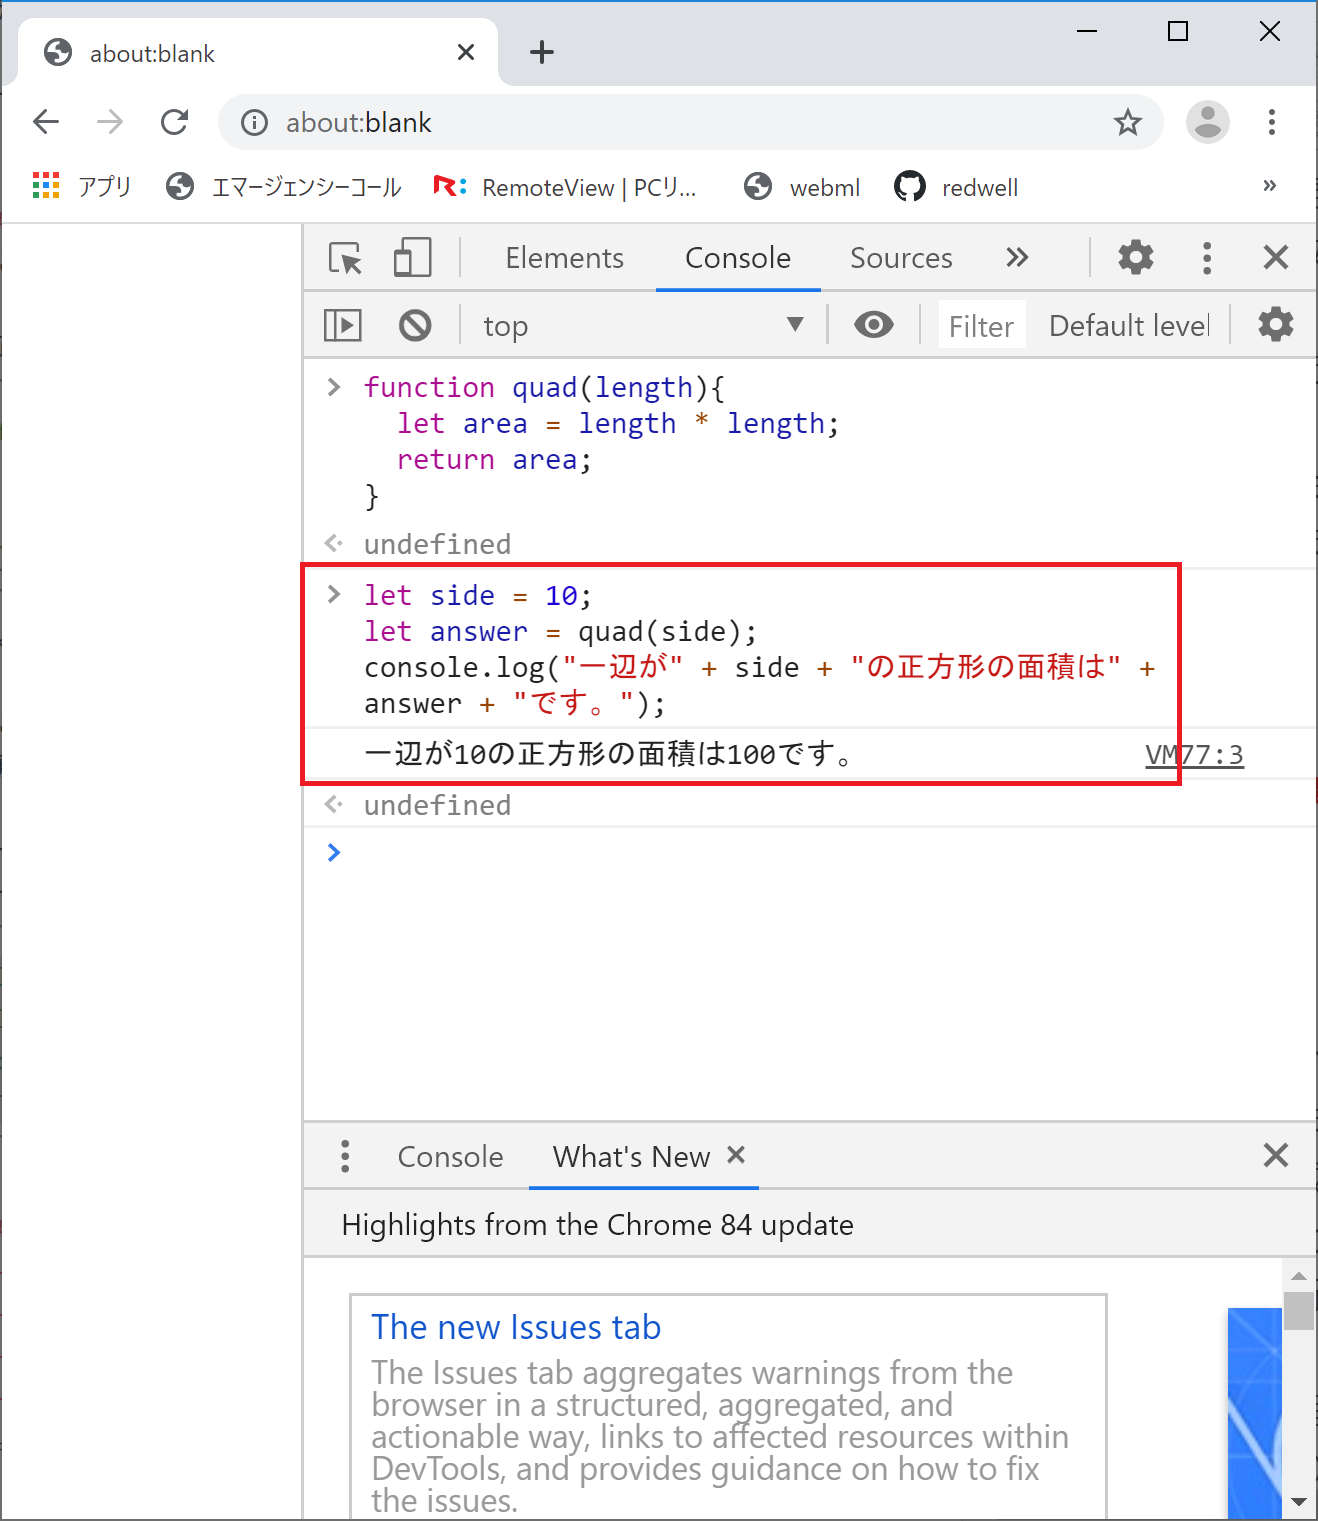 about:blank
about:blank
アプリ エマージェンシーコール RemoteView | PCリ... webml redwell »
Elements Console Sources »
top Filter Default level
function quad(length){
  let area = length * length;
  return area;
}
undefined
let side = 10;
let answer = quad(side);
console.log("一辺が" + side + "の正方形の面積は" +
answer + "です。");
一辺が10の正方形の面積は100です。 VM77:3
undefined
Console What's New
Highlights from the Chrome 84 update
The new Issues tab
The Issues tab aggregates warnings from the
browser in a structured, aggregated, and
actionable way, links to affected resources within
DevTools, and provides guidance on how to fix
the issues.